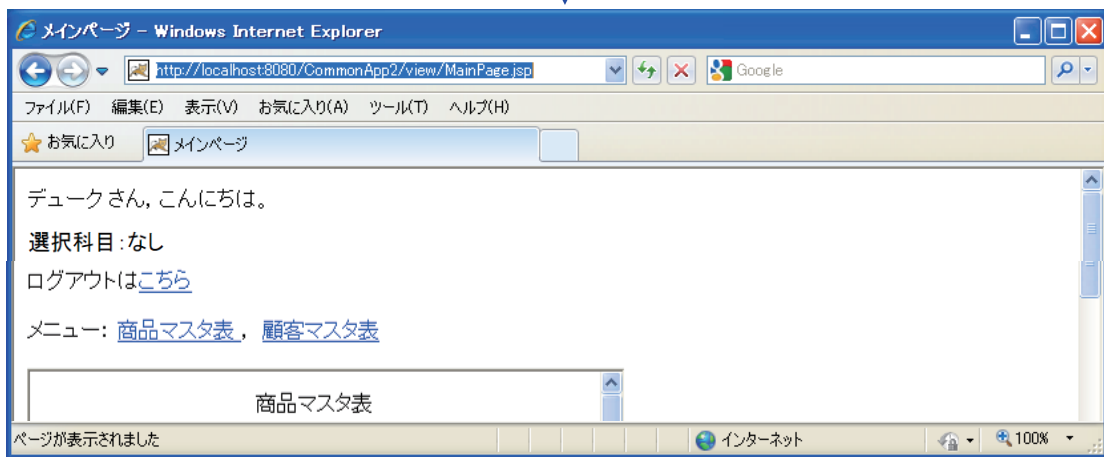 メインページ - Windows Internet Explorer
http://localhost:8080/CommonApp2/view/MainPage.jsp
Google
ファイル(F) 編集(E) 表示(V) お気に入り(A) ツール(T) ヘルプ(H)
お気に入り メインページ
デュークさん, こんにちは。
選択科目:なし
ログアウトはこちら
メニュー: 商品マスタ表 , 顧客マスタ表
商品マスタ表
ページが表示されました インターネット 100%